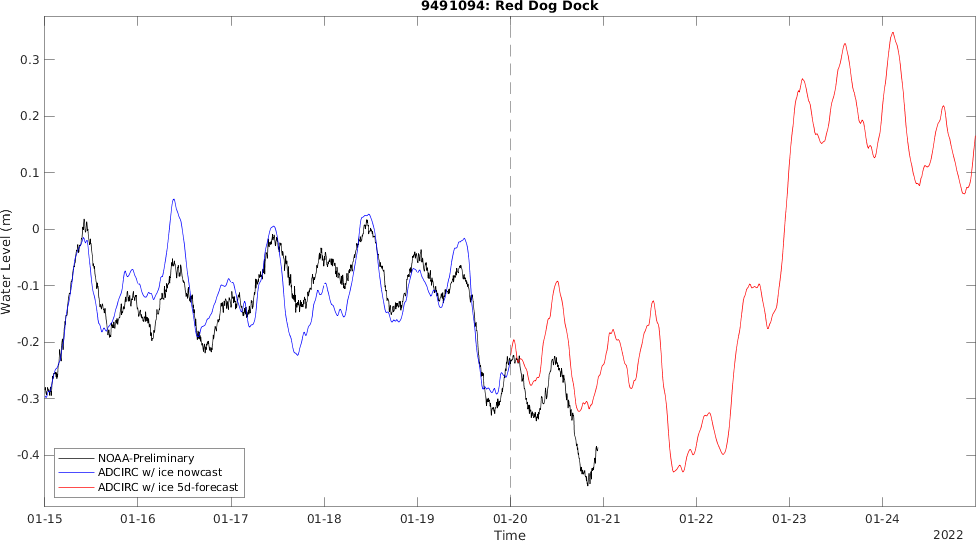 9491094: Red Dog Dock
Water Level (m)
0.3
0.2
0.1
0
-0.1
-0.2
-0.3
-0.4
NOAA-Preliminary
ADCIRC w/ ice nowcast
ADCIRC w/ ice 5d-forecast
01-15 01-16 01-17 01-18 01-19 01-20 01-21 01-22 01-23 01-24
Time
2022